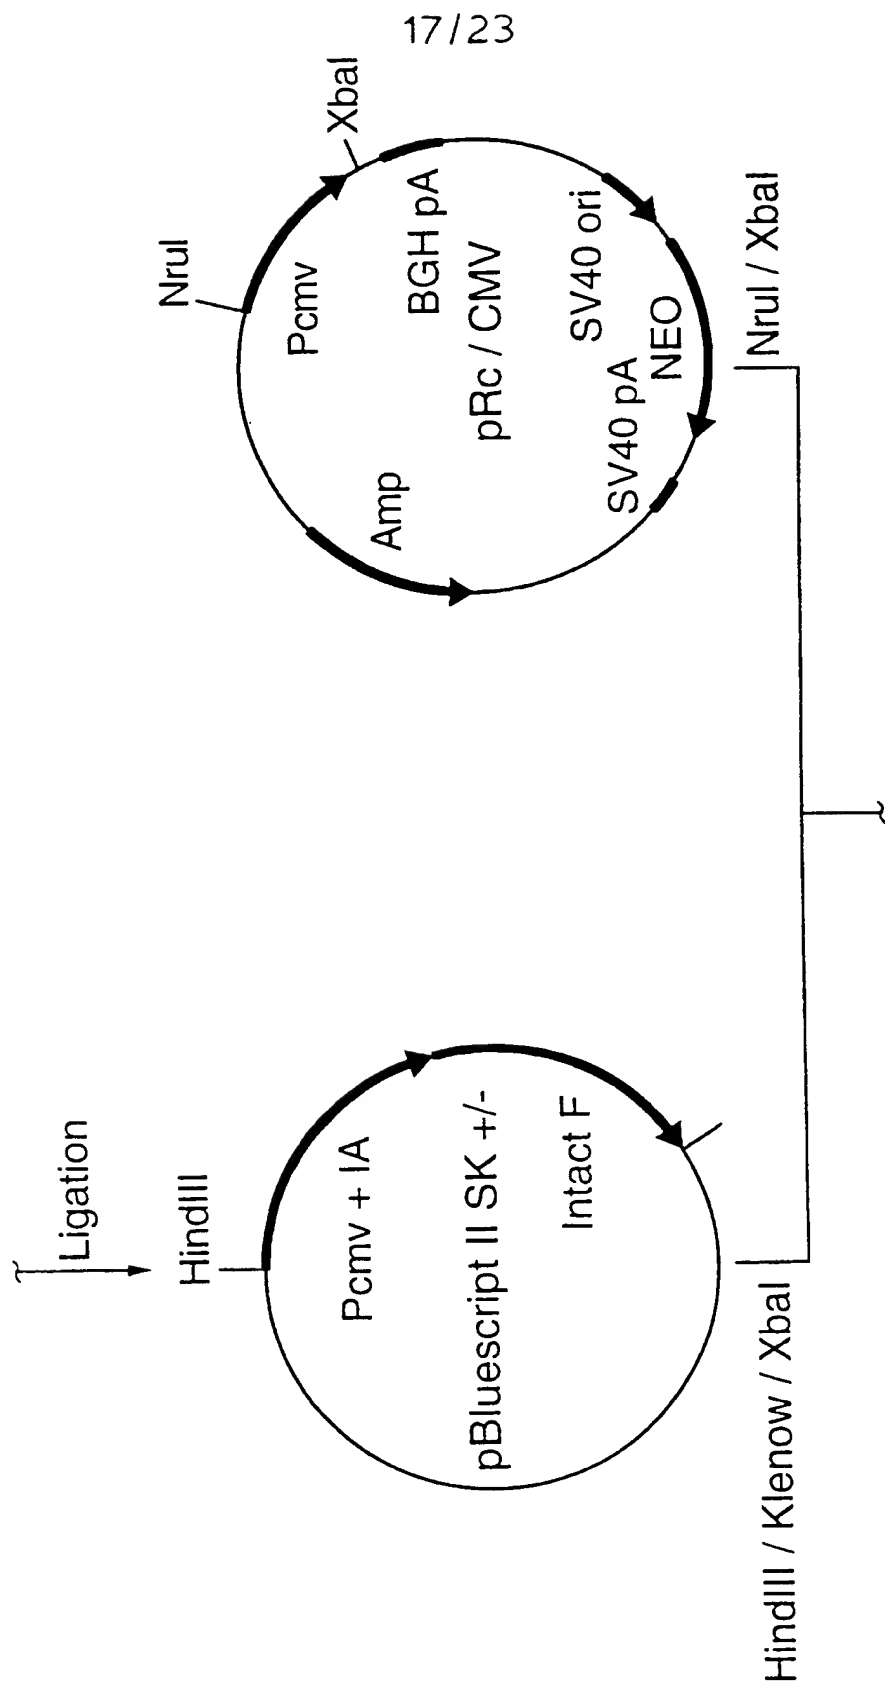 17/23
Ligation
HindIII
Pcmv + IA
pBluescript II SK +/-
Intact F
HindIII / Klenow / XbaI
NruI
XbaI
Pcmv
BGH pA
pRc / CMV
Amp
SV40 ori
SV40 pA
NEO
NruI / XbaI